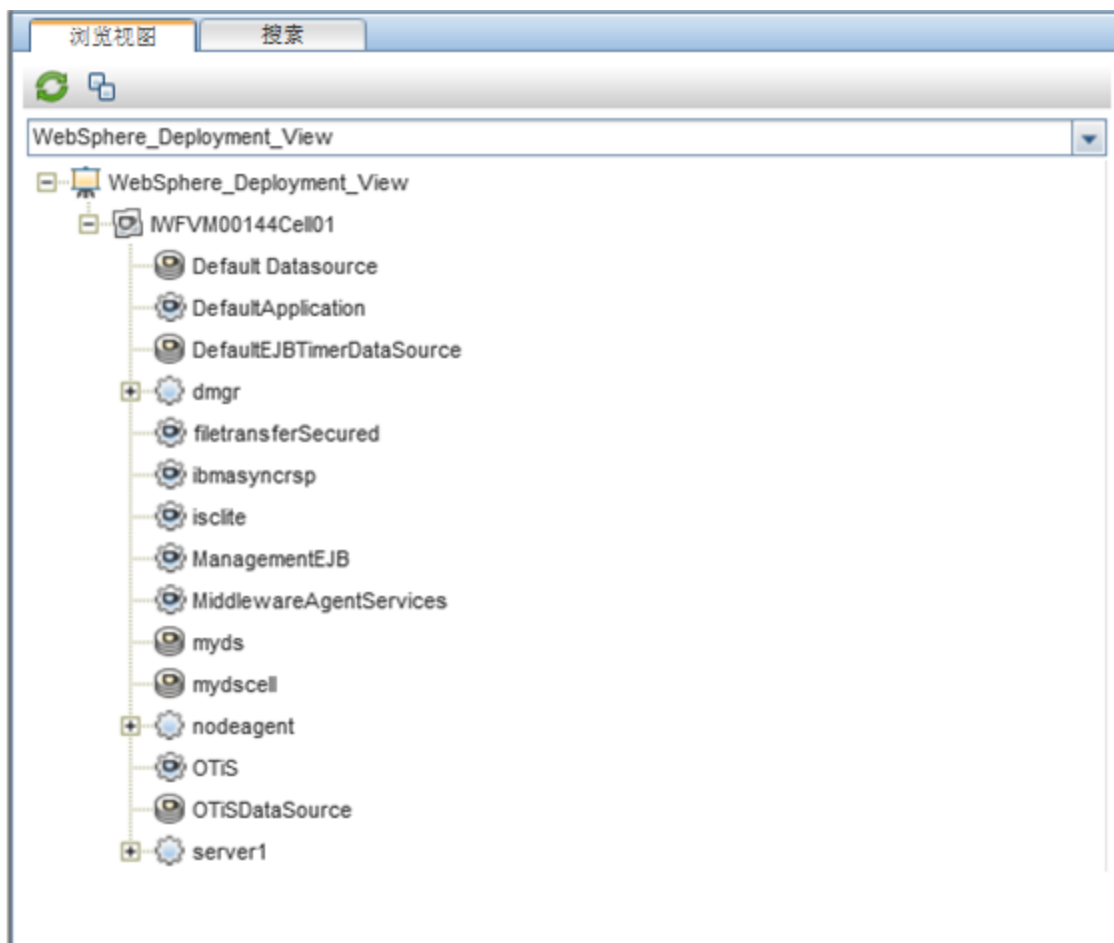 浏览视图
搜素
WebSphere_Deployment_View
WebSphere_Deployment_View
IWFVM00144Cell01
Default Datasource
DefaultApplication
DefaultEJBTimerDataSource
dmgr
filetransferSecured
ibmasyncrsp
isclite
ManagementEJB
MiddlewareAgentServices
myds
mydscell
nodeagent
OTiS
OTiSDataSource
server1